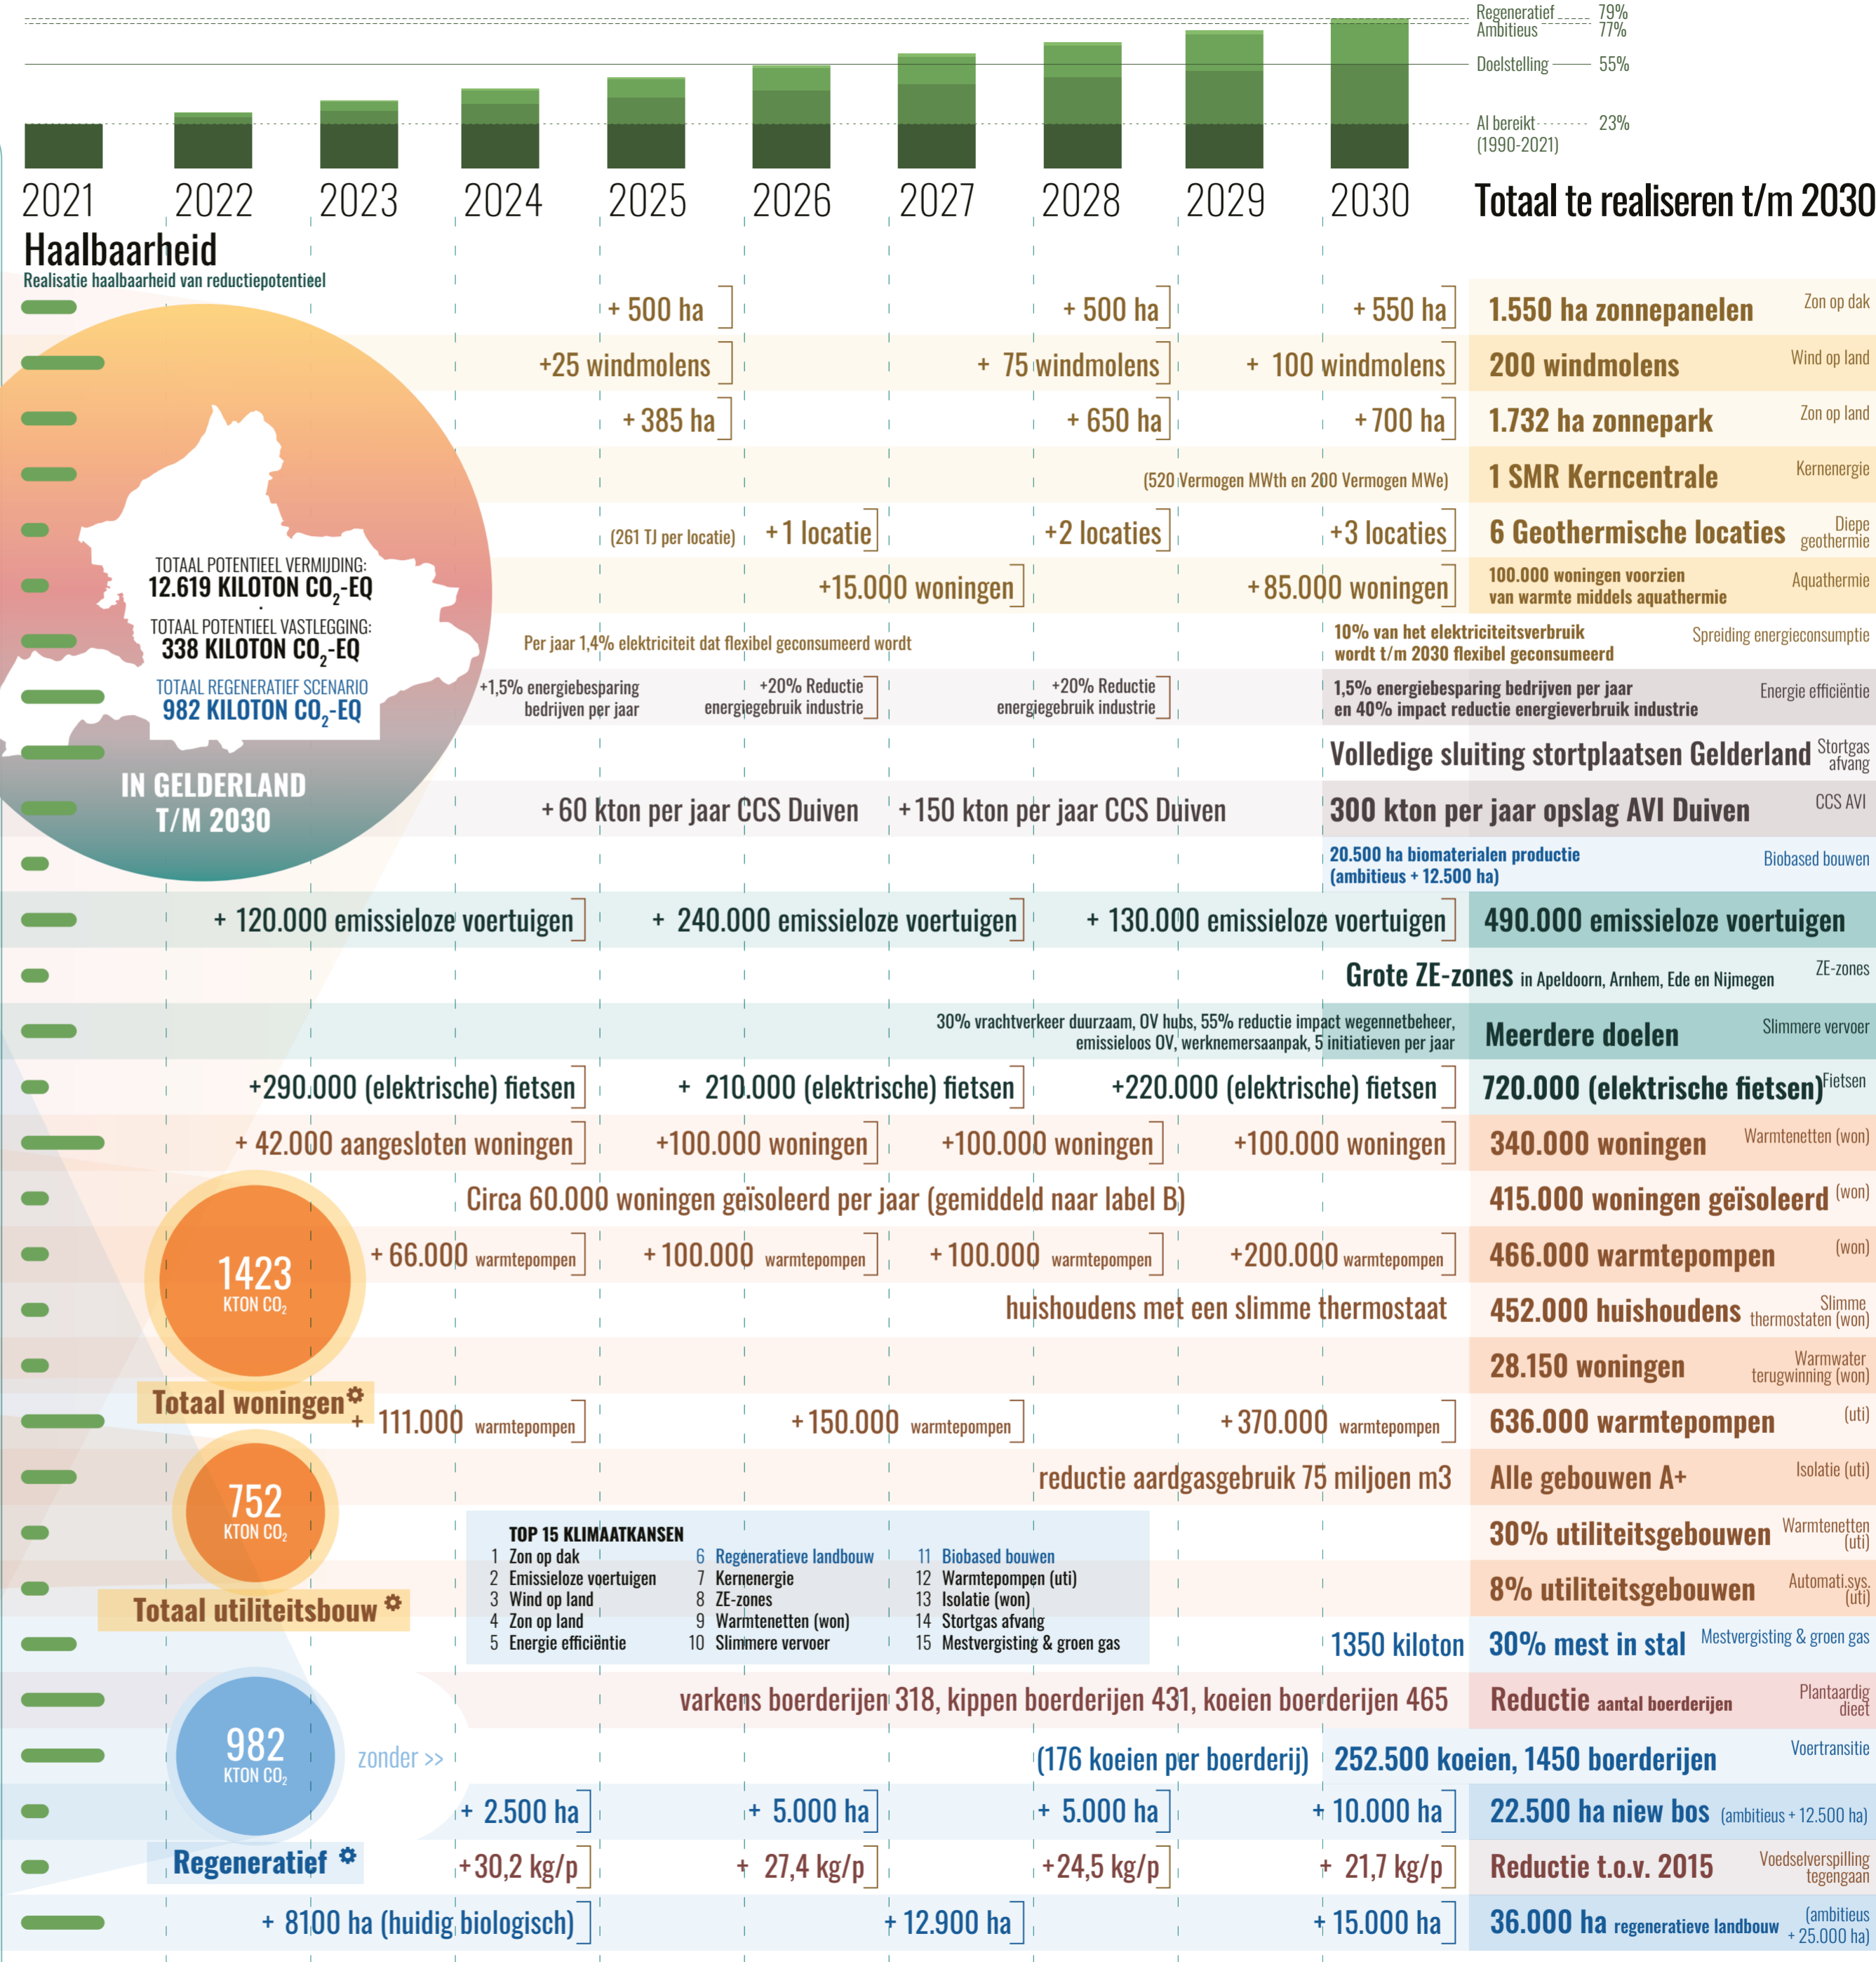 Regeneratief 79%
Ambitieus 77%
Doelstelling 55%
Al bereikt 23%
(1990-2021)
2021 2022 2023 2024 2025 2026 2027 2028 2029 2030 Totaal te realiseren t/m 2030
Haalbaarheid
Realisatie haalbaarheid van reductiepotentieel
+ 500 ha + 500 ha + 550 ha 1.550 ha zonnepanelen Zon op dak
+25 windmolens + 75 windmolens + 100 windmolens 200 windmolens Wind op land
+ 385 ha + 650 ha + 700 ha 1.732 ha zonnepark Zon op land
(520 Vermogen MWth en 200 Vermogen MWe) 1 SMR Kerncentrale Kernenergie
(261 TJ per locatie) + 1 locatie +2 locaties +3 locaties 6 Geothermische locaties Diepe
geothermie
+15.000 woningen + 85.000 woningen 100.000 woningen voorzien
van warmte middels aquathermie Aquathermie
Per jaar 1,4% elektriciteit dat flexibel geconsumeerd wordt 10% van het elektriciteitsverbruik
wordt t/m 2030 flexibel geconsumeerd Spreiding energieconsumptie
+1,5% energiebesparing
bedrijven per jaar
+20% Reductie
energiegebruik industrie
+20% Reductie
energiegebruik industrie
1,5% energiebesparing bedrijven per jaar
en 40% impact reductie energieverbruik industrie
Energie efficiëntie
Volledige sluiting stortplaatsen Gelderland Stortgas
afvang
+ 60 kton per jaar CCS Duiven + 150 kton per jaar CCS Duiven 300 kton per jaar opslag AVI Duiven CCS AVI
20.500 ha biomaterialen productie
(ambitieus + 12.500 ha)
Biobased bouwen
TOTAAL POTENTIEEL VERMIJDING:
12.619 KILOTON CO₂-EQ
.
TOTAAL POTENTIEEL VASTLEGGING:
338 KILOTON CO₂-EQ
TOTAAL REGENERATIEF SCENARIO
982 KILOTON CO₂-EQ
IN GELDERLAND
T/M 2030
+ 120.000 emissieloze voertuigen + 240.000 emissieloze voertuigen + 130.000 emissieloze voertuigen 490.000 emissieloze voertuigen
Grote ZE-zones in Apeldoorn, Arnhem, Ede en Nijmegen ZE-zones
30% vrachtverkeer duurzaam, OV hubs, 55% reductie impact wegennetbeheer,
emissieloos OV, werknemersaanpak, 5 initiatieven per jaar
Meerdere doelen Slimmere vervoer
+290.000 (elektrische) fietsen + 210.000 (elektrische) fietsen +220.000 (elektrische) fietsen 720.000 (elektrische fietsen) Fietsen
+ 42.000 aangesloten woningen +100.000 woningen +100.000 woningen +100.000 woningen 340.000 woningen Warmtenetten (won)
Circa 60.000 woningen geïsoleerd per jaar (gemiddeld naar label B) 415.000 woningen geïsoleerd (won)
+ 66.000 warmtepompen + 100.000 warmtepompen + 100.000 warmtepompen +200.000 warmtepompen 466.000 warmtepompen (won)
1423
KTON CO₂
huishoudens met een slimme thermostaat 452.000 huishoudens Slimme
thermostaten (won)
28.150 woningen Warmwater
terugwinning (won)
Totaal woningen
+ 111.000 warmtepompen + 150.000 warmtepompen + 370.000 warmtepompen 636.000 warmtepompen (uti)
reductie aardgasgebruik 75 miljoen m3 Alle gebouwen A+ Isolatie (uti)
752
KTON CO₂
30% utiliteitsgebouwen Warmtenetten
(uti)
8% utiliteitsgebouwen Automati.sys.
(uti)
Totaal utiliteitsbouw
TOP 15 KLIMAATKANSEN
1 Zon op dak
2 Emissieloze voertuigen
3 Wind op land
4 Zon op land
5 Energie efficiëntie
6 Regeneratieve landbouw
7 Kernenergie
8 ZE-zones
9 Warmtenetten (won)
10 Slimmere vervoer
11 Biobased bouwen
12 Warmtepompen (uti)
13 Isolatie (won)
14 Stortgas afvang
15 Mestvergisting & groen gas
1350 kiloton 30% mest in stal Mestvergisting & groen gas
varkens boerderijen 318, kippen boerderijen 431, koeien boerderijen 465 Reductie aantal boerderijen Plantaardig
dieet
982
KTON CO₂
zonder >>
(176 koeien per boerderij) 252.500 koeien, 1450 boerderijen Voertransitie
+ 2.500 ha + 5.000 ha + 5.000 ha + 10.000 ha 22.500 ha niew bos (ambitieus + 12.500 ha)
Regeneratief
+30,2 kg/p + 27,4 kg/p +24,5 kg/p + 21,7 kg/p Reductie t.o.v. 2015 Voedselverspilling
tegengaan
+ 8100 ha (huidig biologisch) + 12.900 ha + 15.000 ha 36.000 ha regeneratieve landbouw (ambitieus
+ 25.000 ha)